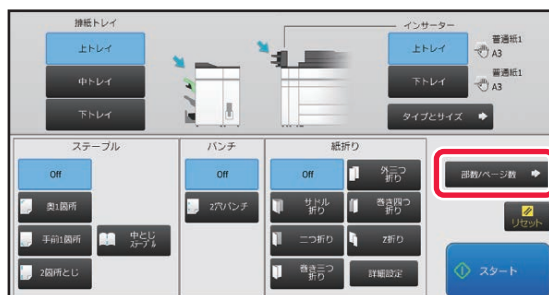 排紙トレイ
インサーター
上トレイ
中トレイ
下トレイ
上トレイ
普通紙1
A3
下トレイ
普通紙1
A3
タイプとサイズ
ステープル
パンチ
紙折り
Off
奥1箇所
手前1箇所
中とじ
ステープル
2箇所とじ
Off
2穴パンチ
Off
外三つ
折り
サドル
折り
巻き四つ
折り
二つ折り
Z折り
巻き三つ
折り
詳細設定
部数/ページ数
リセット
スタート